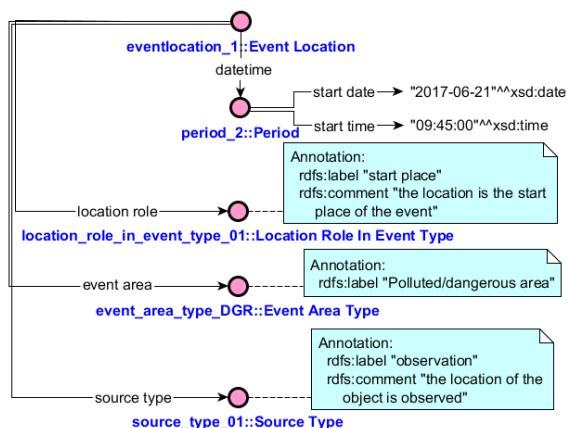 eventlocation_1::Event Location
datetime
start date
"2017-06-21"^^xsd:date
start time
"09:45:00"^^xsd:time
period_2::Period
Annotation:
rdfs:label "start place"
rdfs:comment "the location is the start
place of the event"
location role
location_role_in_event_type_01::Location Role In Event Type
Annotation:
rdfs:label "Polluted/dangerous area"
event area
event_area_type_DGR::Event Area Type
Annotation:
rdfs:label "observation"
rdfs:comment "the location of the
object is observed"
source type
source_type_01::Source Type